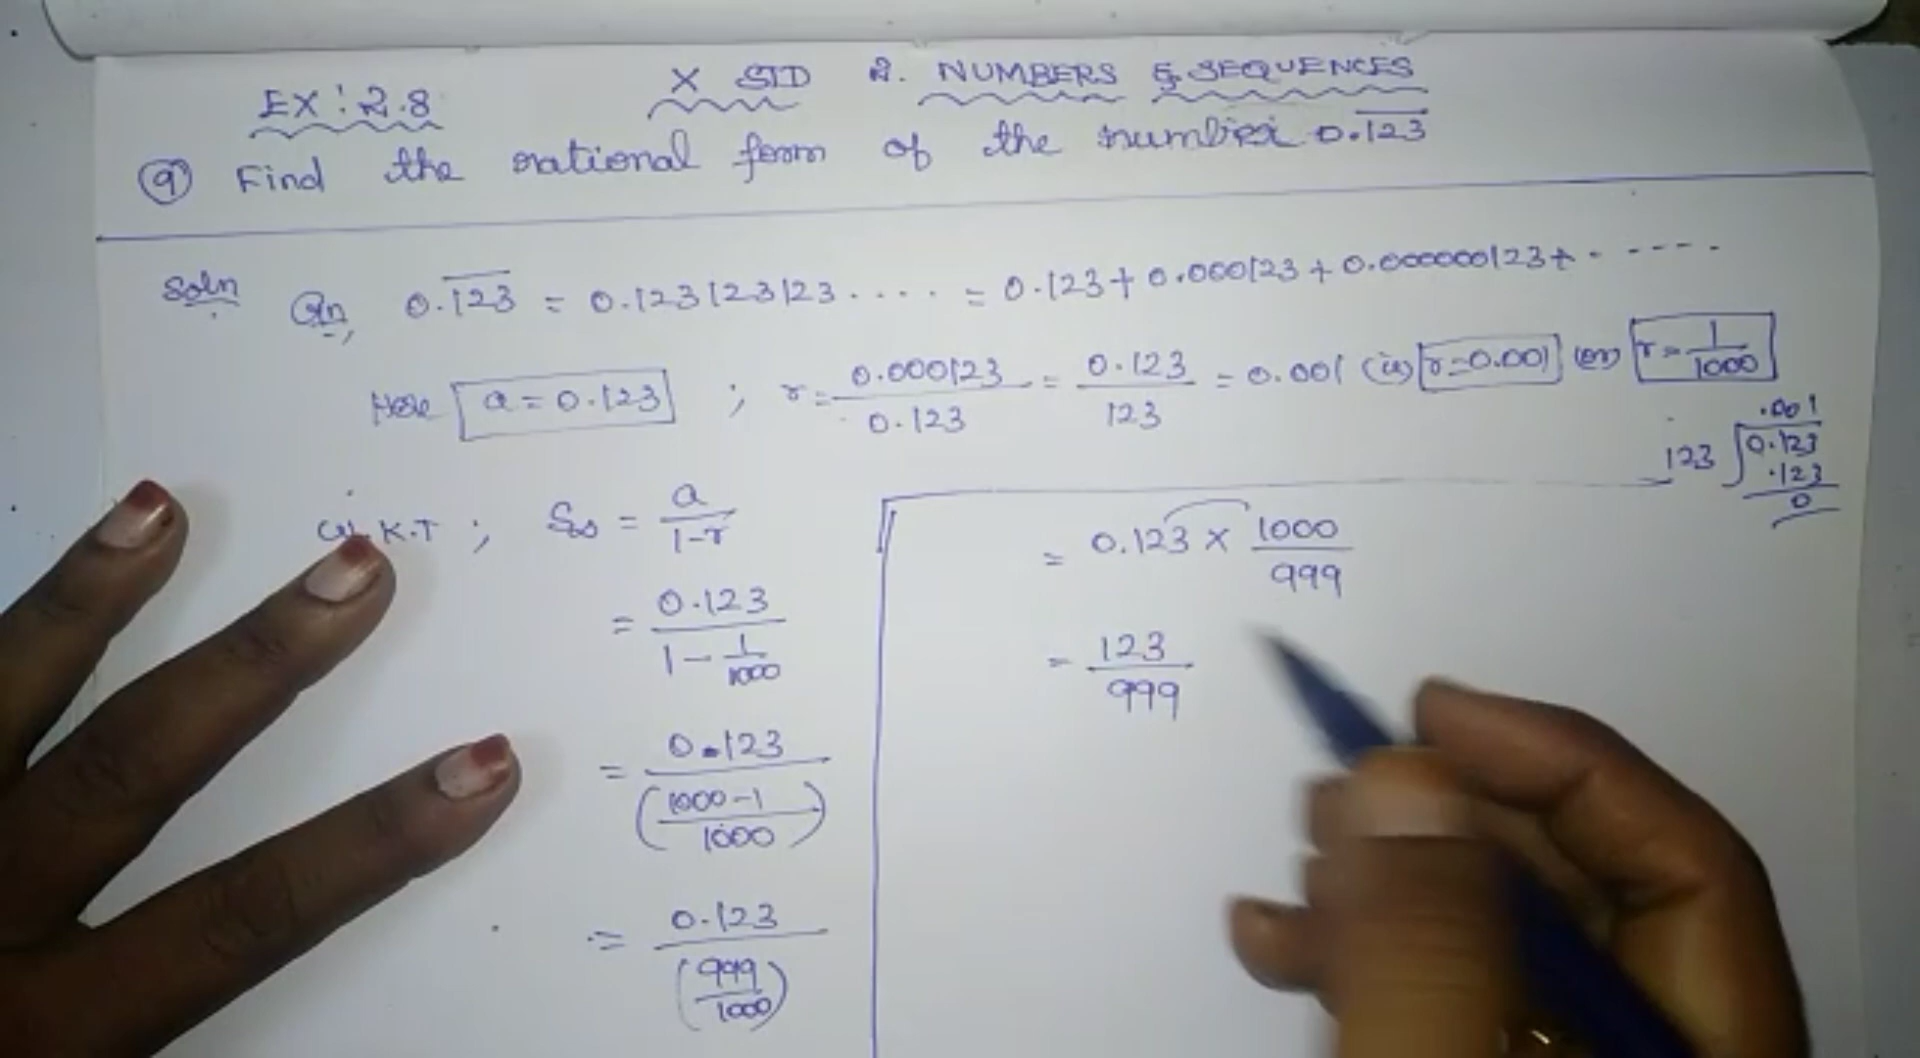 EX: 2.8 X STD 2. NUMBERS & SEQUENCES
9) Find the rational form of the number 0.1̅2̅3̅
Soln Gn, 0.1̅2̅3̅ = 0.123123123.... = 0.123 + 0.000123 + 0.000000123 + ......
Here a = 0.123 ; r = 0.000123/0.123 = 0.123/123 = 0.001 (ie) r = 0.001 (or) r = 1/1000
.001
123 0.123
.123
0
W.K.T ; S∞ = a/1-r
= 0.123/1 - 1/1000
= 0.123/(1000-1/1000)
= 0.123/(999/1000)
= 0.123 × 1000/999
= 123/999